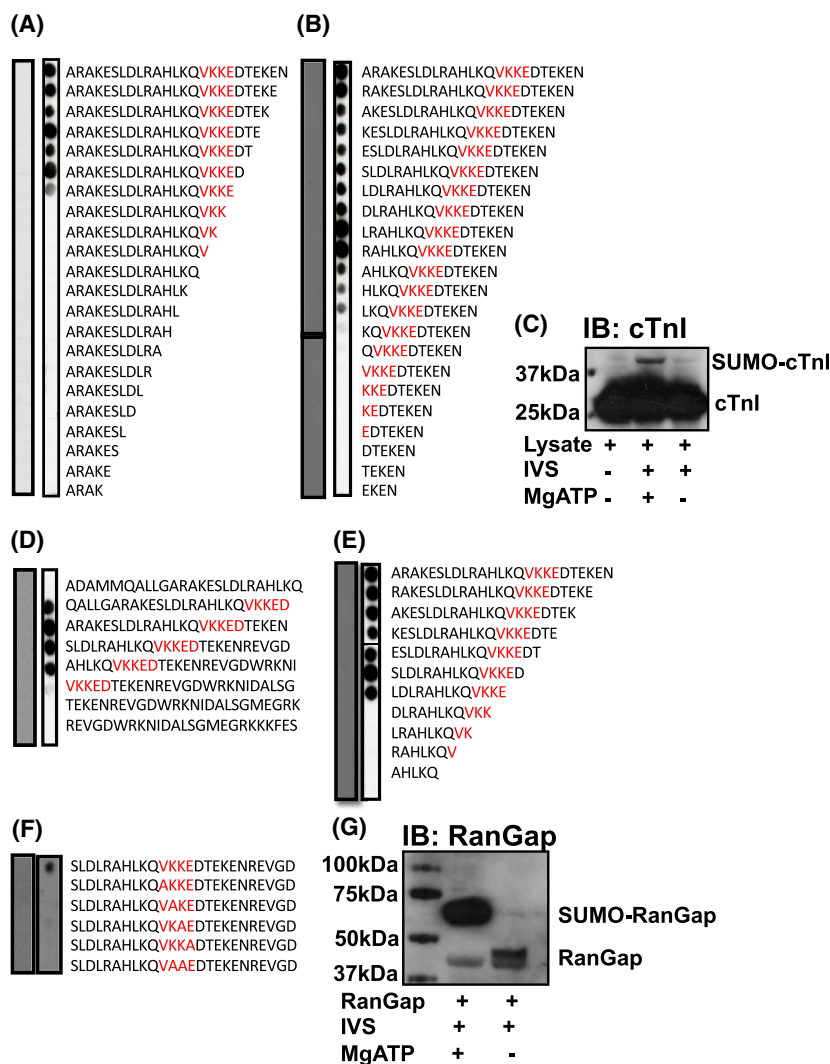 (A)
ARAKESLDLRAHLKQVKKEDTEKEN
ARAKESLDLRAHLKQVKKEDTEKE
ARAKESLDLRAHLKQVKKEDTEK
ARAKESLDLRAHLKQVKKEDTE
ARAKESLDLRAHLKQVKKEDT
ARAKESLDLRAHLKQVKKED
ARAKESLDLRAHLKQVKKE
ARAKESLDLRAHLKQVKK
ARAKESLDLRAHLKQVK
ARAKESLDLRAHLKQV
ARAKESLDLRAHLKQ
ARAKESLDLRAHLK
ARAKESLDLRAHL
ARAKESLDLRAH
ARAKESLDLRA
ARAKESLDLR
ARAKESLDL
ARAKESLD
ARAKESL
ARAKES
ARAKE
ARAK
(B)
ARAKESLDLRAHLKQVKKEDTEKEN
RAKESLDLRAHLKQVKKEDTEKEN
AKESLDLRAHLKQVKKEDTEKEN
KESLDLRAHLKQVKKEDTEKEN
ESLDLRAHLKQVKKEDTEKEN
SLDLRAHLKQVKKEDTEKEN
LDLRAHLKQVKKEDTEKEN
DLRAHLKQVKKEDTEKEN
LRAHLKQVKKEDTEKEN
RAHLKQVKKEDTEKEN
AHLKQVKKEDTEKEN
HLKQVKKEDTEKEN
LKQVKKEDTEKEN
KQVKKEDTEKEN
QVKKEDTEKEN
VKKEDTEKEN
KKEDTEKEN
KEDTEKEN
EDTEKEN
DTEKEN
TEKEN
EKEN
(C)
IB: cTnI
37kDa
SUMO-cTnI
25kDa
cTnI
Lysate + + +
IVS - + +
MgATP - + -
(D)
ADAMMQALLGARAKESLDLRAHLKQ
QALLGARAKESLDLRAHLKQVKKED
ARAKESLDLRAHLKQVKKEDTEKEN
SLDLRAHLKQVKKEDTEKENREVGD
AHLKQVKKEDTEKENREVGDWRKNI
VKKEDTEKENREVGDWRKNIDALSG
TEKENREVGDWRKNIDALSGMEGRK
REVGDWRKNIDALSGMEGRKKKFES
(E)
ARAKESLDLRAHLKQVKKEDTEKEN
RAKESLDLRAHLKQVKKEDTEKE
AKESLDLRAHLKQVKKEDTEK
KESLDLRAHLKQVKKEDTE
ESLDLRAHLKQVKKEDT
SLDLRAHLKQVKKED
LDLRAHLKQVKKE
DLRAHLKQVKK
LRAHLKQVK
RAHLKQV
AHLKQ
(F)
SLDLRAHLKQVKKEDTEKENREVGD
SLDLRAHLKQAKKEDTEKENREVGD
SLDLRAHLKQVAKEDTEKENREVGD
SLDLRAHLKQVKAEDTEKENREVGD
SLDLRAHLKQVKKADTEKENREVGD
SLDLRAHLKQVAAEDTEKENREVGD
(G)
IB: RanGap
100kDa
75kDa
SUMO-RanGap
50kDa
RanGap
37kDa
RanGap + +
IVS + +
MgATP + -